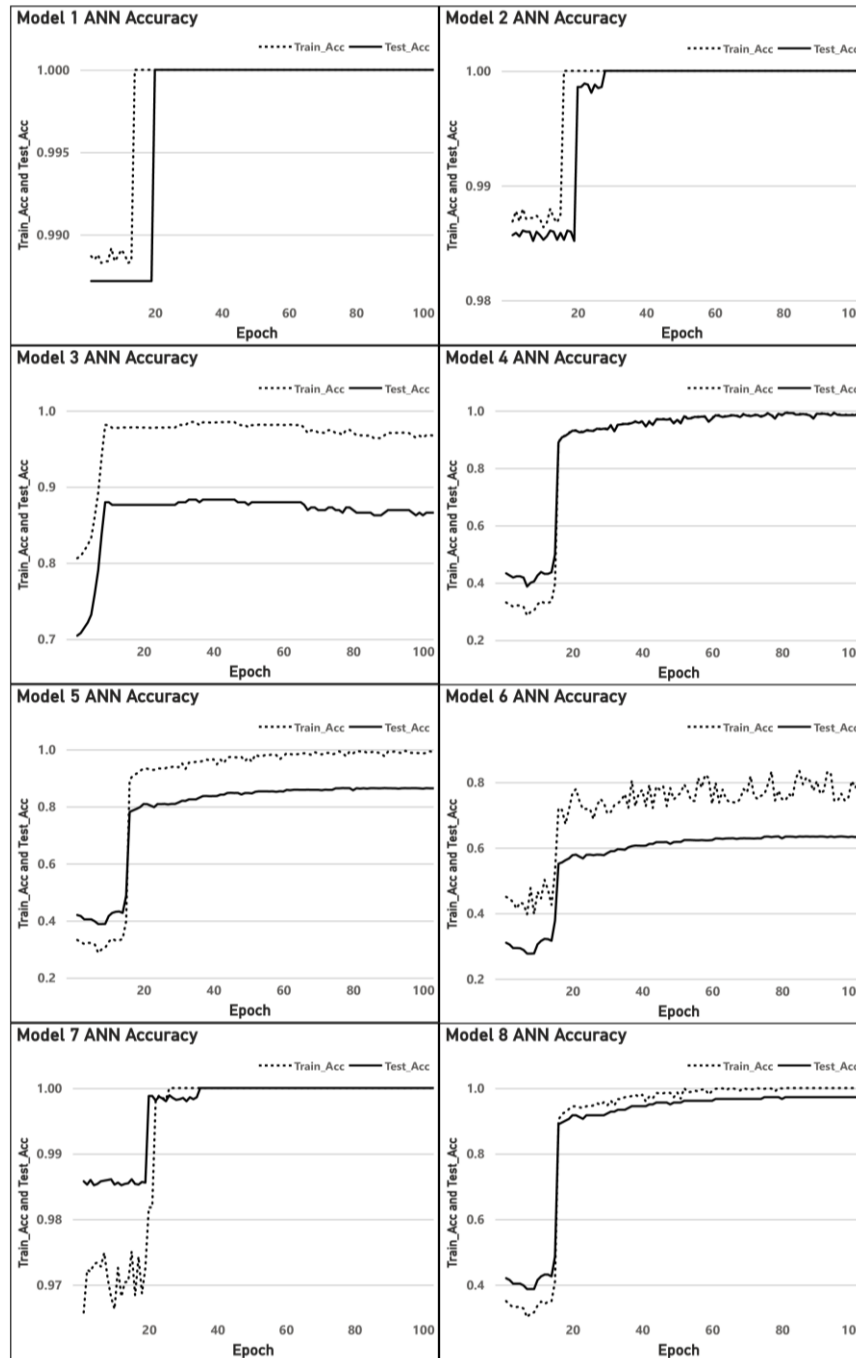 Model 1 ANN Accuracy
Train_Acc Test_Acc
1.000
0.995
0.990
Train_Acc and Test_Acc
20 40 60 80 100
Epoch
Model 2 ANN Accuracy
Train_Acc Test_Acc
1.00
0.99
0.98
Train_Acc and Test_Acc
20 40 60 80 100
Epoch
Model 3 ANN Accuracy
Train_Acc Test_Acc
1.0
0.9
0.8
0.7
Train_Acc and Test_Acc
20 40 60 80 100
Epoch
Model 4 ANN Accuracy
Train_Acc Test_Acc
1.0
0.8
0.6
0.4
0.2
Train_Acc and Test_Acc
20 40 60 80 100
Epoch
Model 5 ANN Accuracy
Train_Acc Test_Acc
1.0
0.8
0.6
0.4
0.2
Train_Acc and Test_Acc
20 40 60 80 100
Epoch
Model 6 ANN Accuracy
Train_Acc Test_Acc
0.8
0.6
0.4
0.2
Train_Acc and Test_Acc
20 40 60 80 100
Epoch
Model 7 ANN Accuracy
Train_Acc Test_Acc
1.00
0.99
0.98
0.97
Train_Acc and Test_Acc
20 40 60 80 100
Epoch
Model 8 ANN Accuracy
Train_Acc Test_Acc
1.0
0.8
0.6
0.4
Train_Acc and Test_Acc
20 40 60 80 100
Epoch